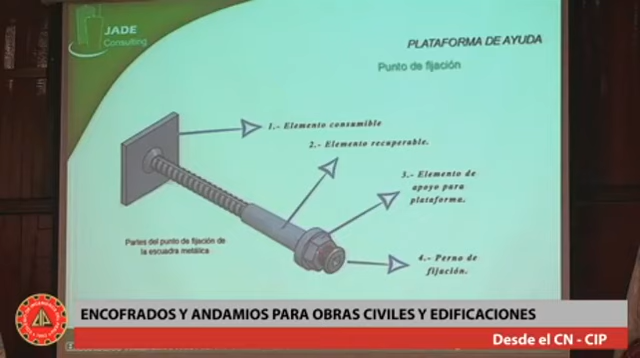 JADE
Consulting
PLATAFORMA DE AYUDA
Punto de fijación
1.- Elemento consumible
2.- Elemento recuperable.
3.- Elemento de
apoyo para
plataforma.
4.- Perno de
fijación.
Partes del punto de fijación de
la escuadra metálica
ENCOFRADOS Y ANDAMIOS PARA OBRAS CIVILES Y EDIFICACIONES
Desde el CN - CIP